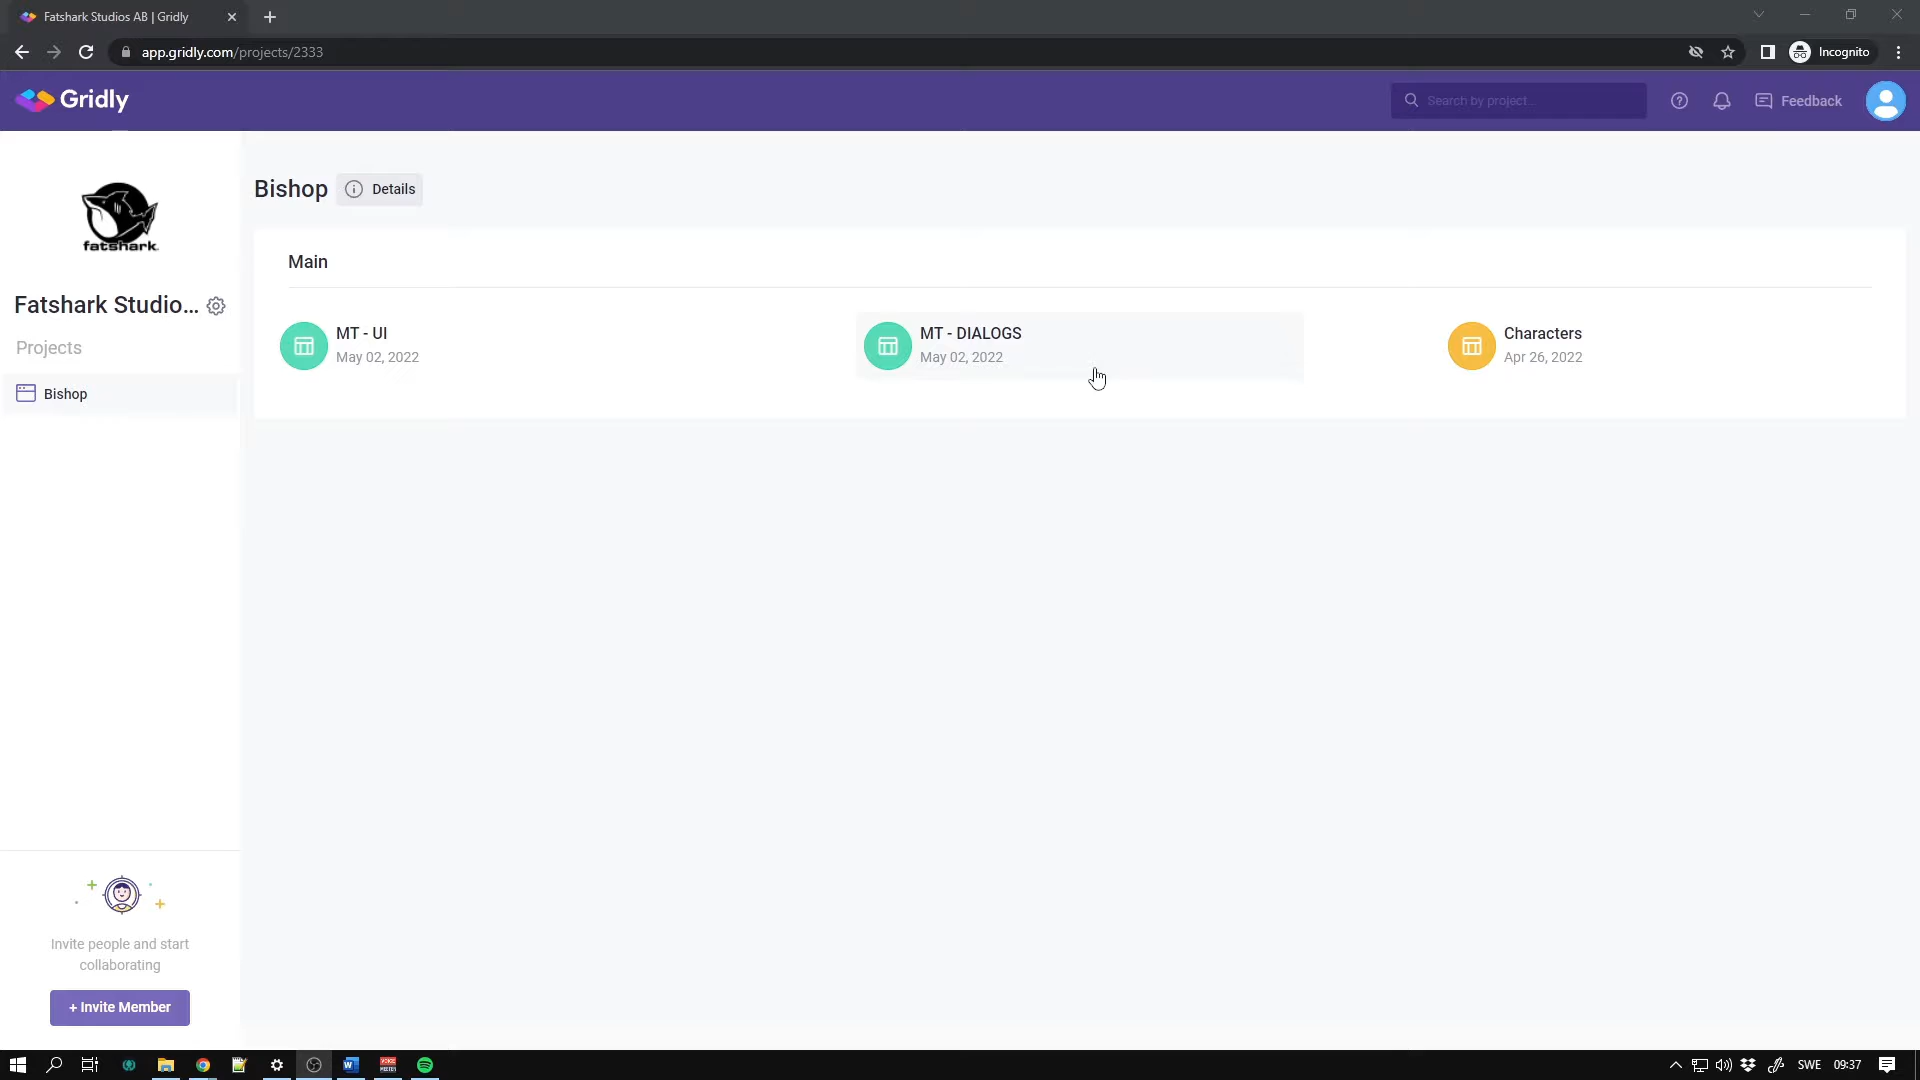 Fatshark Studios AB | Gridly
app.gridly.com/projects/2333
Incognito
Gridly
Search by project...
Feedback
fatshark
Fatshark Studio...
Projects
Bishop
Bishop
Details
Main
MT - UI
May 02, 2022
MT - DIALOGS
May 02, 2022
Characters
Apr 26, 2022
Invite people and start
collaborating
+ Invite Member
SWE
09:37